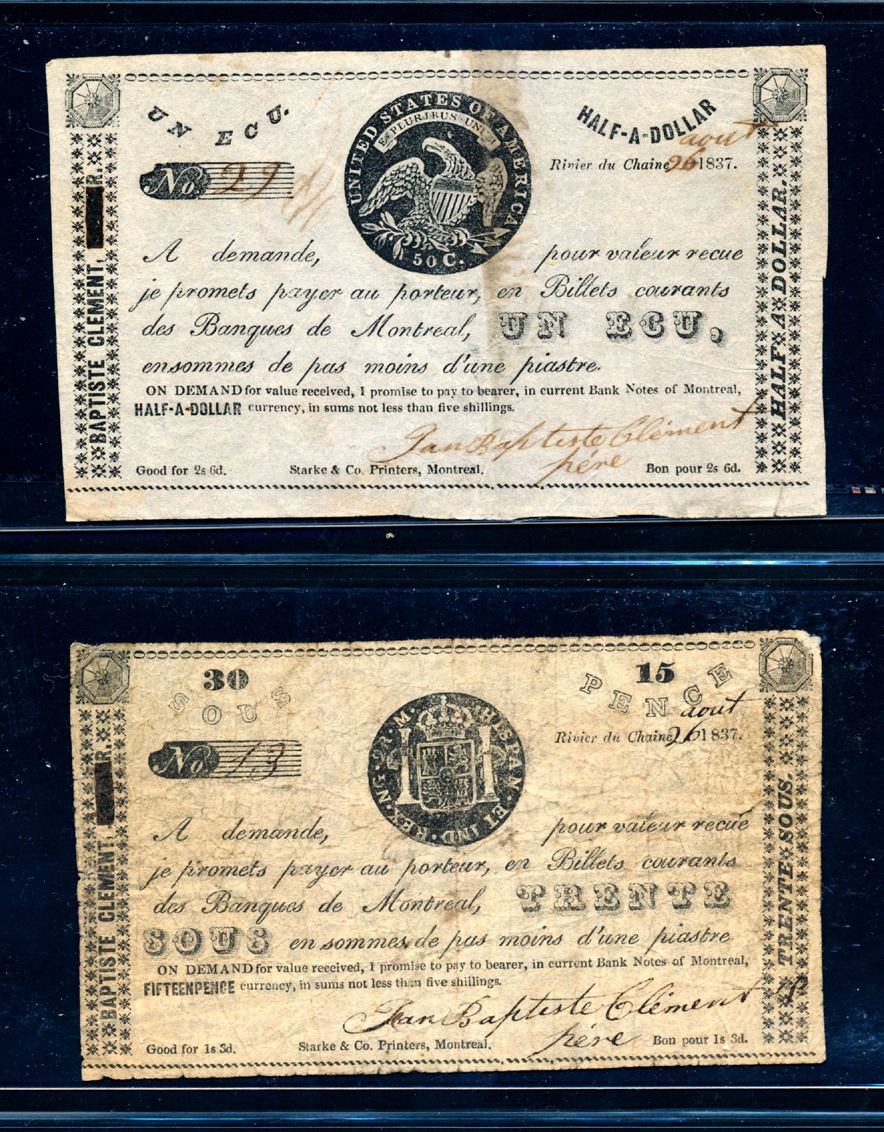 UN ECU.
UNITED STATES OF AMERICA
E PLURIBUS UNUM
50 C.
HALF-A-DOLLAR
aout
No 29
Rivier du Chaine 26 1837.
BAPTISTE CLEMENT, R.
HALF-A-DOLLAR.
A demande, pour valeur recue
je promets payer au porteur, en Billets courants
des Banques de Montreal, UN ECU,
ensommes de pas moins d'une piastre.
ON DEMAND for value received, I promise to pay to bearer, in current Bank Notes of Montreal,
HALF-A-DOLLAR currency, in sums not less than five shillings.
Jan Baptiste Clément
père
Good for 2s 6d. Starke & Co. Printers, Montreal. Bon pour 2s 6d.
30 SOUS
15 PENCE
HISPAN·ET IND·REX·N·G· ·R·M·
aout
No 13
Rivier du Chaine 26 1837.
BAPTISTE CLEMENT, R.
TRENTE SOUS.
A demande, pour valeur recue
je promets payer au porteur, en Billets courants
des Banques de Montreal, TRENTE
SOUS en sommes de pas moins d'une piastre
ON DEMAND for value received, I promise to pay to bearer, in current Bank Notes of Montreal,
FIFTEENPENCE currency, in sums not less than five shillings.
Jan Baptiste Clément
père
Good for 1s 3d. Starke & Co. Printers, Montreal. Bon pour 1s 3d.